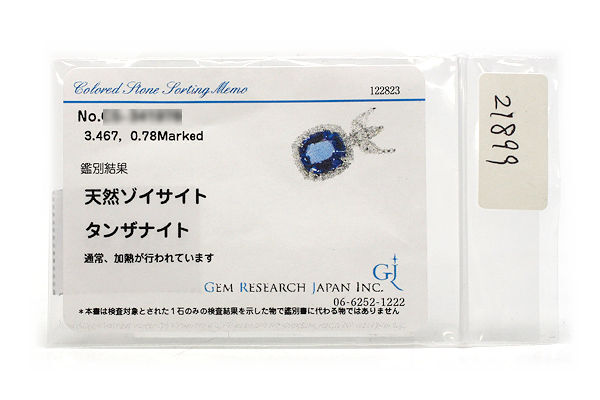 Colored Stone Sorting Memo
122823
No.
3.467, 0.78Marked
鑑別結果
天然ゾイサイト
タンザナイト
通常、加熱が行われています
GJ
GEM RESEARCH JAPAN INC.
06-6252-1222
*本書は検査対象とされた1石のみの検査結果を示した物で鑑別書に代わる物ではありません
21899